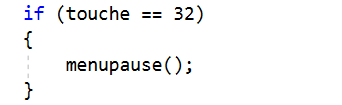 if (touche == 32)
{
    menupause();
}